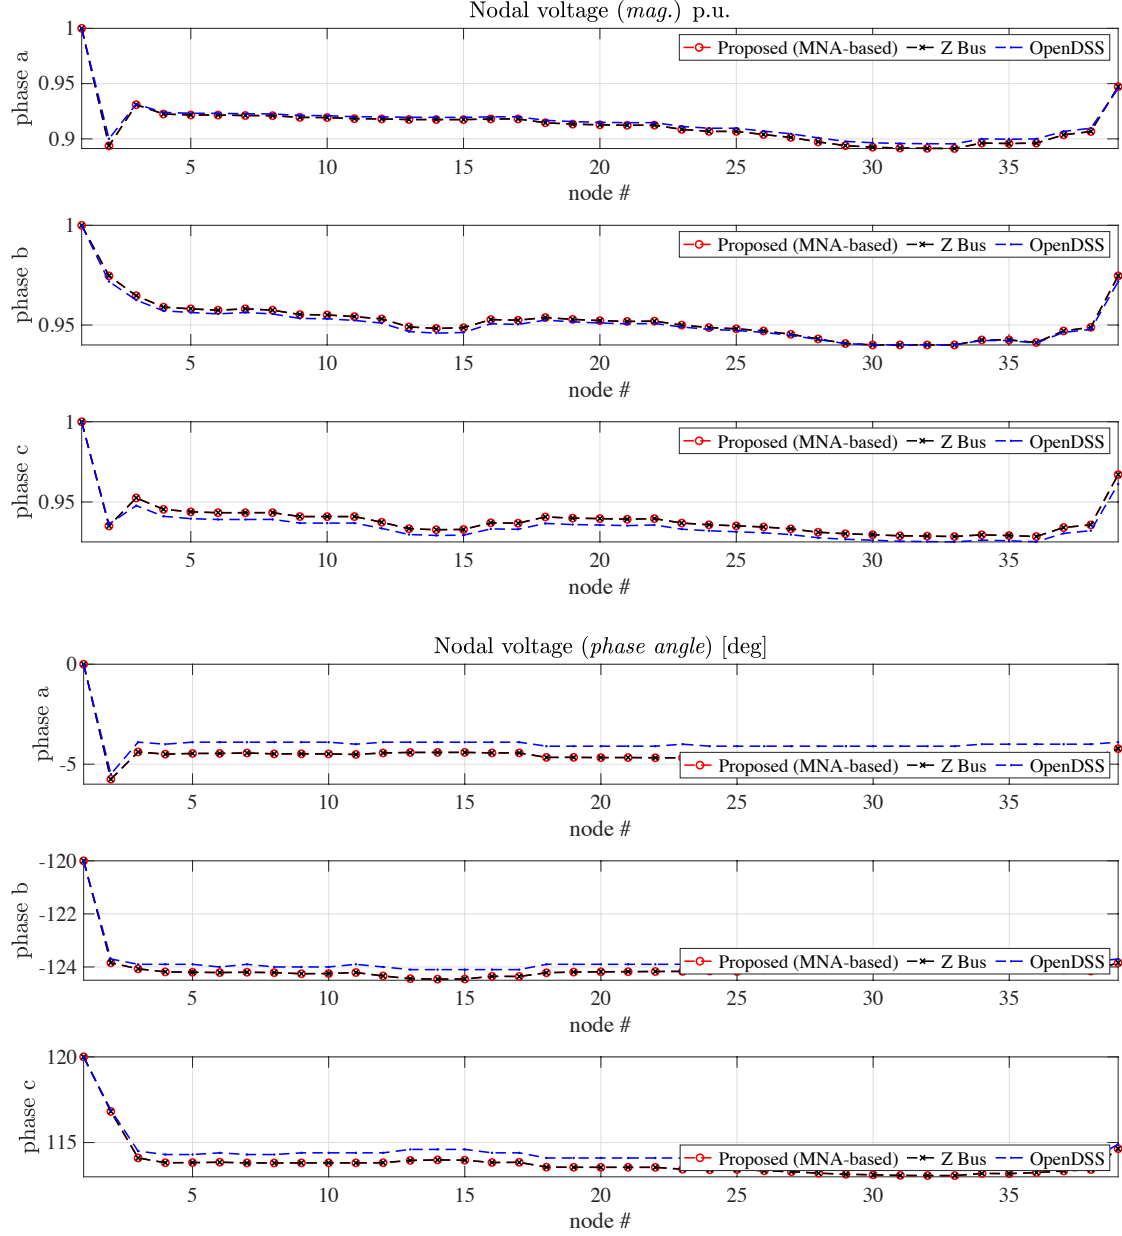 Nodal voltage (mag.) p.u.
phase a
1
0.95
0.9
Proposed (MNA-based) Z Bus OpenDSS
5 10 15 20 25 30 35
node #
phase b
1
0.95
Proposed (MNA-based) Z Bus OpenDSS
5 10 15 20 25 30 35
node #
phase c
1
0.95
Proposed (MNA-based) Z Bus OpenDSS
5 10 15 20 25 30 35
node #
Nodal voltage (phase angle) [deg]
phase a
0
-5
Proposed (MNA-based) Z Bus OpenDSS
5 10 15 20 25 30 35
node #
phase b
-120
-122
-124
Proposed (MNA-based) Z Bus OpenDSS
5 10 15 20 25 30 35
node #
phase c
120
115
Proposed (MNA-based) Z Bus OpenDSS
5 10 15 20 25 30 35
node #